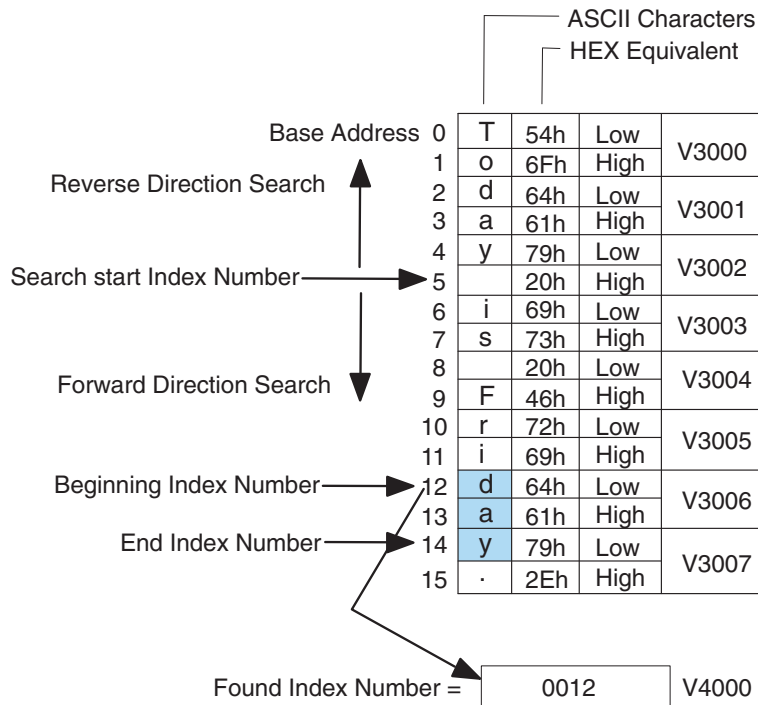 ASCII Characters
HEX Equivalent
Base Address 0 T 54h Low V3000
1 o 6Fh High
Reverse Direction Search
2 d 64h Low V3001
3 a 61h High
4 y 79h Low V3002
Search start Index Number 5 20h High
6 i 69h Low V3003
7 s 73h High
8 20h Low V3004
Forward Direction Search
9 F 46h High
10 r 72h Low V3005
11 i 69h High
Beginning Index Number 12 d 64h Low V3006
13 a 61h High
End Index Number 14 y 79h Low V3007
15 . 2Eh High
Found Index Number = 0012 V4000